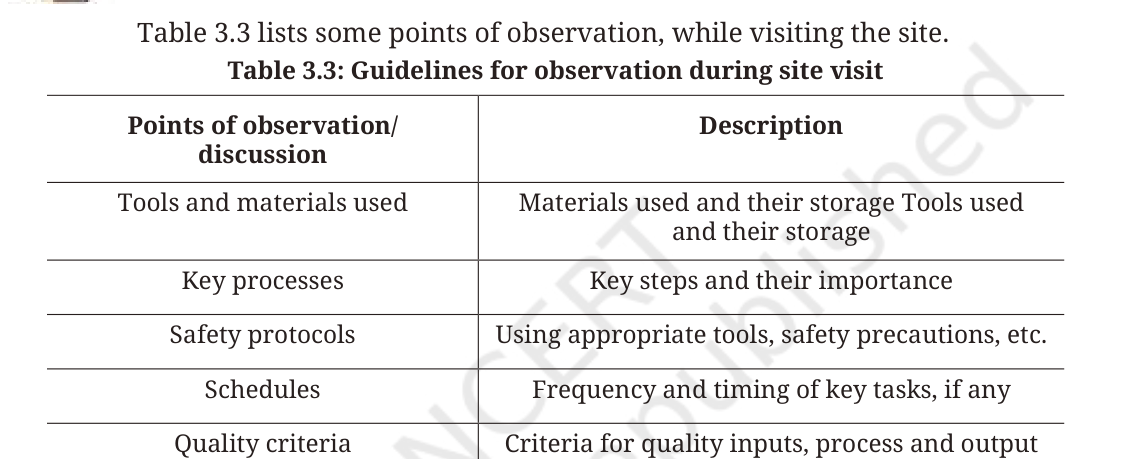 Table 3.3 lists some points of observation, while visiting the site.
Table 3.3: Guidelines for observation during site visit
Points of observation/
discussion
Description
Tools and materials used
Materials used and their storage Tools used
and their storage
Key processes
Key steps and their importance
Safety protocols
Using appropriate tools, safety precautions, etc.
Schedules
Frequency and timing of key tasks, if any
Quality criteria
Criteria for quality inputs, process and output
NCERT
published